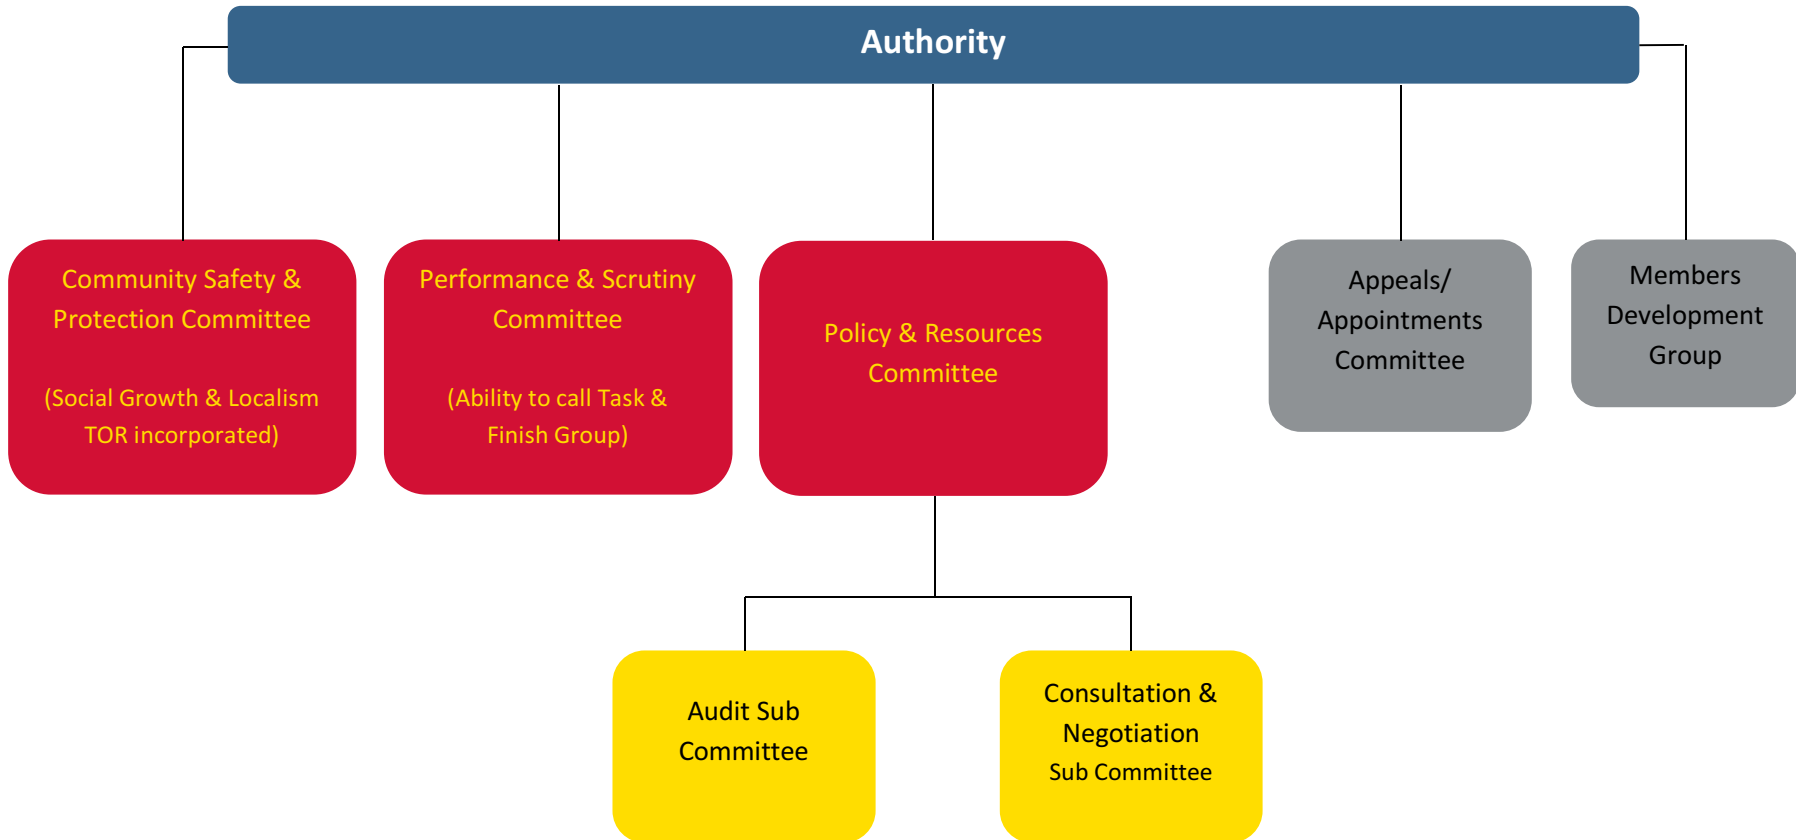 Authority
Community Safety &
Protection Committee
(Social Growth & Localism
TOR incorporated)
Performance & Scrutiny
Committee
(Ability to call Task &
Finish Group)
Policy & Resources
Committee
Appeals/
Appointments
Committee
Members
Development
Group
Audit Sub
Committee
Consultation &
Negotiation
Sub Committee